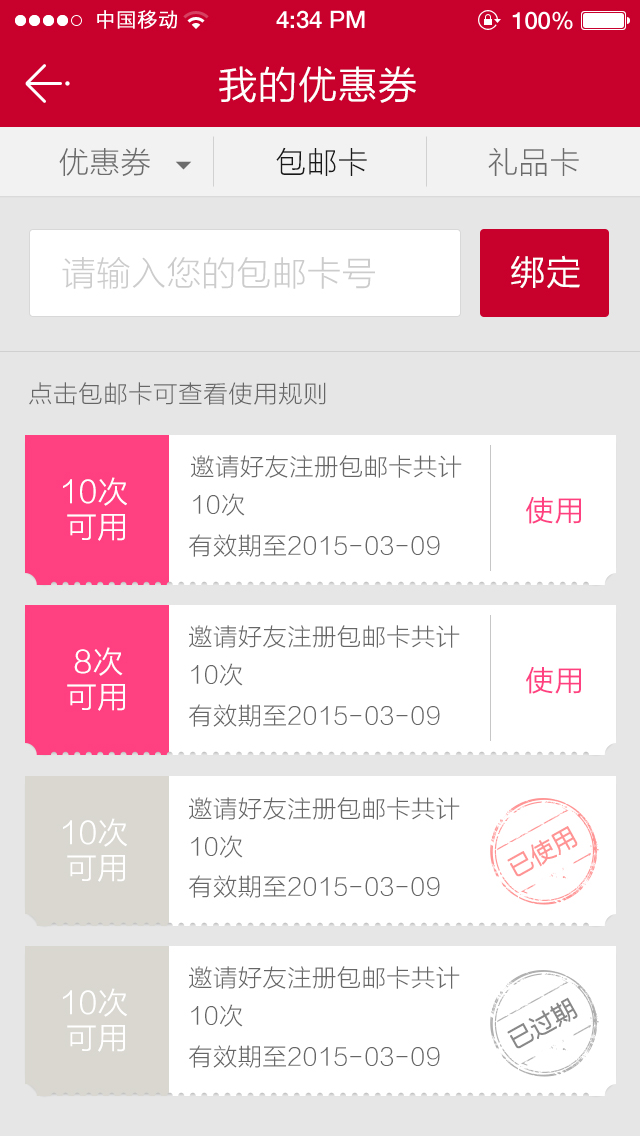 中国移动 4:34 PM 100%
我的优惠券
优惠券 包邮卡 礼品卡
请输入您的包邮卡号 绑定
点击包邮卡可查看使用规则
10次
可用
邀请好友注册包邮卡共计
10次
有效期至2015-03-09
使用
8次
可用
邀请好友注册包邮卡共计
10次
有效期至2015-03-09
使用
10次
可用
邀请好友注册包邮卡共计
10次
有效期至2015-03-09
已使用
10次
可用
邀请好友注册包邮卡共计
10次
有效期至2015-03-09
已过期